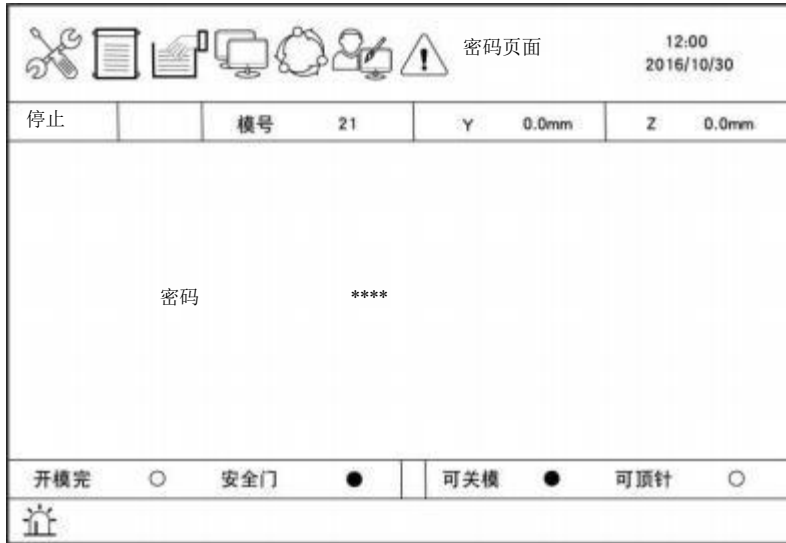 密码页面
12:00
2016/10/30
停止 模号 21 Y 0.0mm Z 0.0mm
密码 ****
开模完 ○ 安全门 ● 可关模 ● 可顶针 ○